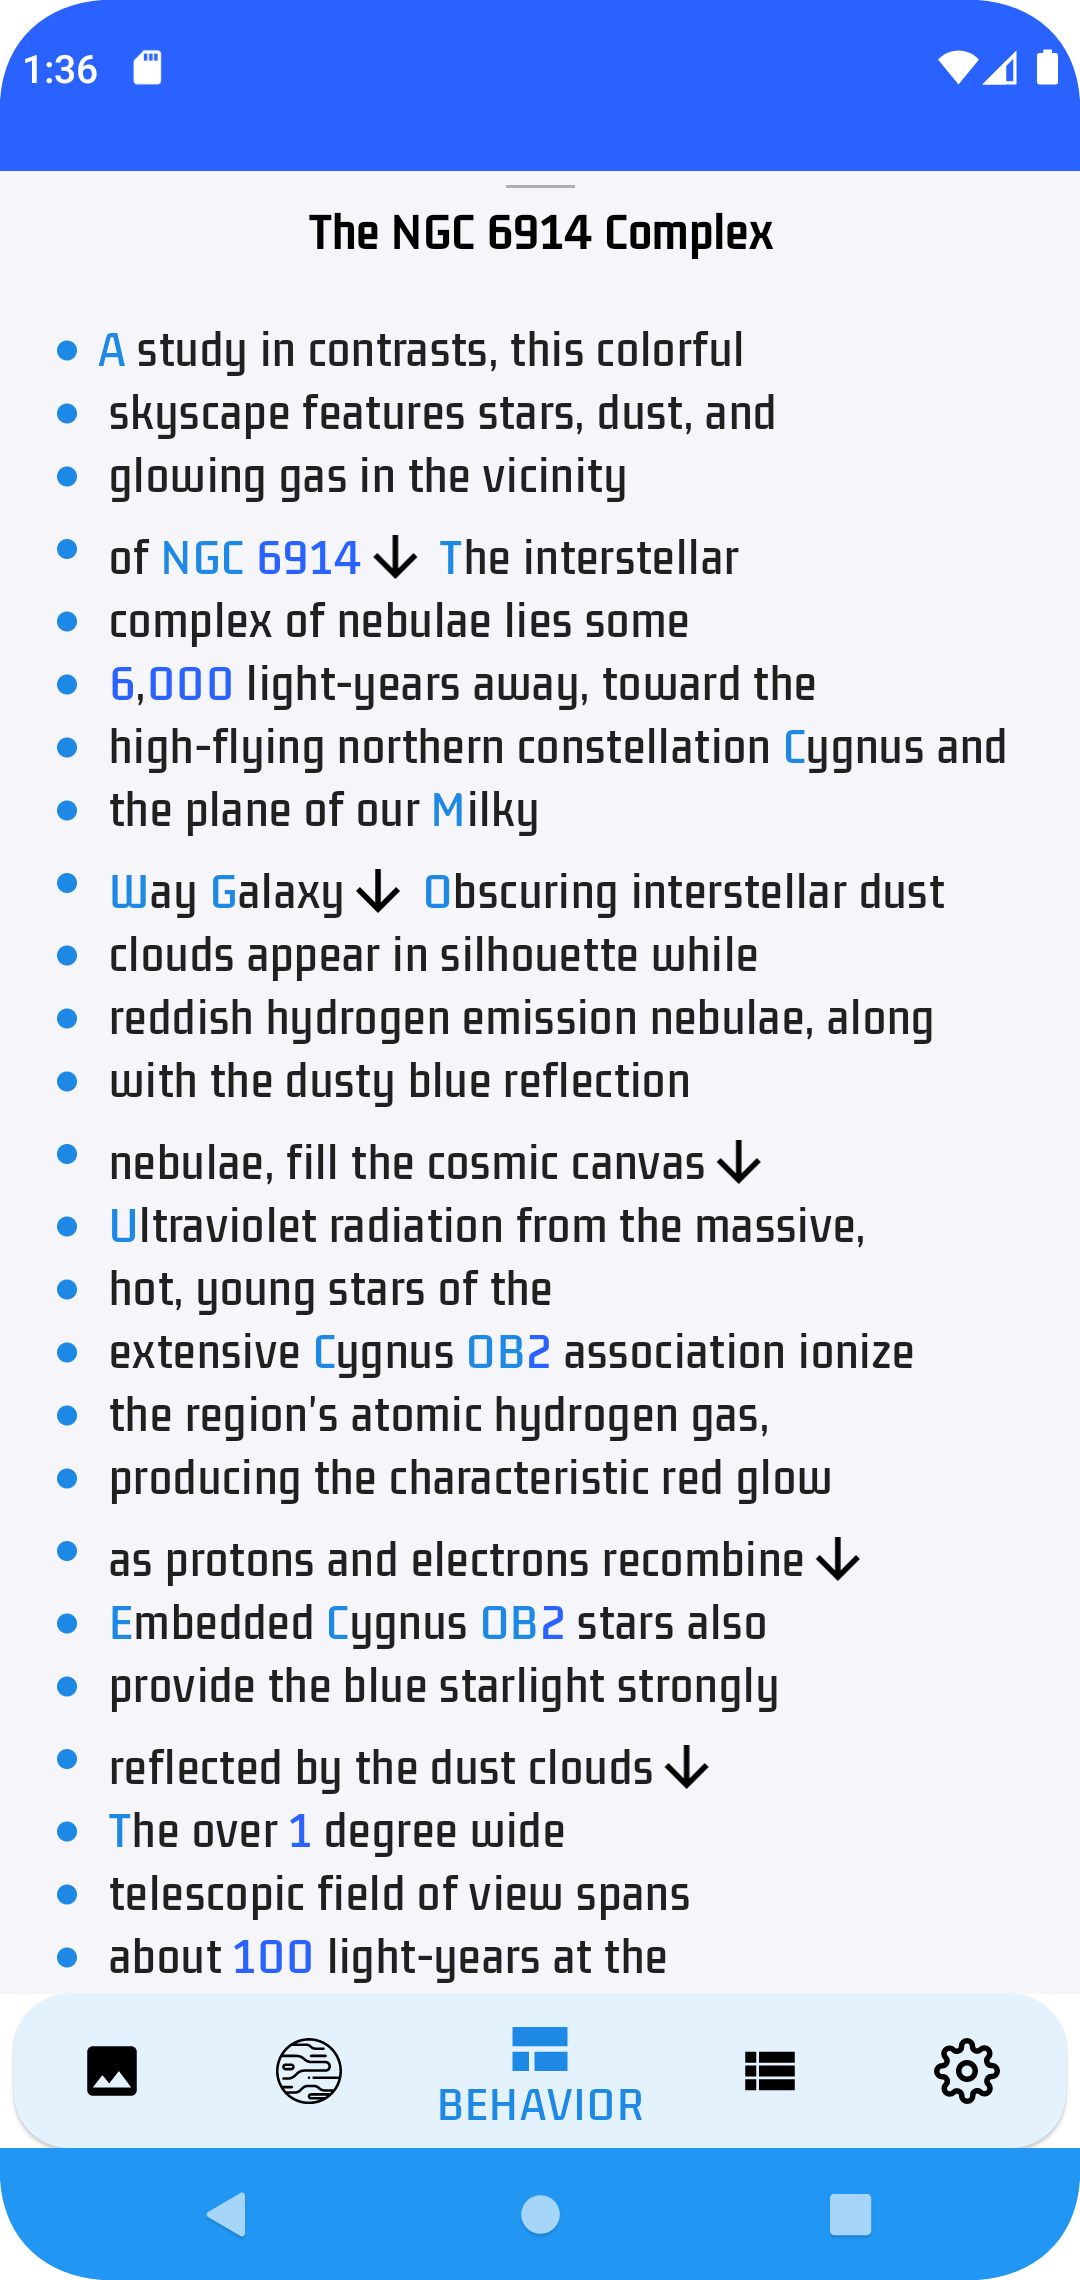 1:36
The NGC 6914 Complex
A study in contrasts, this colorful
skyscape features stars, dust, and
glowing gas in the vicinity
of NGC 6914 The interstellar
complex of nebulae lies some
6,000 light-years away, toward the
high-flying northern constellation Cygnus and
the plane of our Milky
Way Galaxy Obscuring interstellar dust
clouds appear in silhouette while
reddish hydrogen emission nebulae, along
with the dusty blue reflection
nebulae, fill the cosmic canvas
Ultraviolet radiation from the massive,
hot, young stars of the
extensive Cygnus OB2 association ionize
the region's atomic hydrogen gas,
producing the characteristic red glow
as protons and electrons recombine
Embedded Cygnus OB2 stars also
provide the blue starlight strongly
reflected by the dust clouds
The over 1 degree wide
telescopic field of view spans
about 100 light-years at the
BEHAVIOR